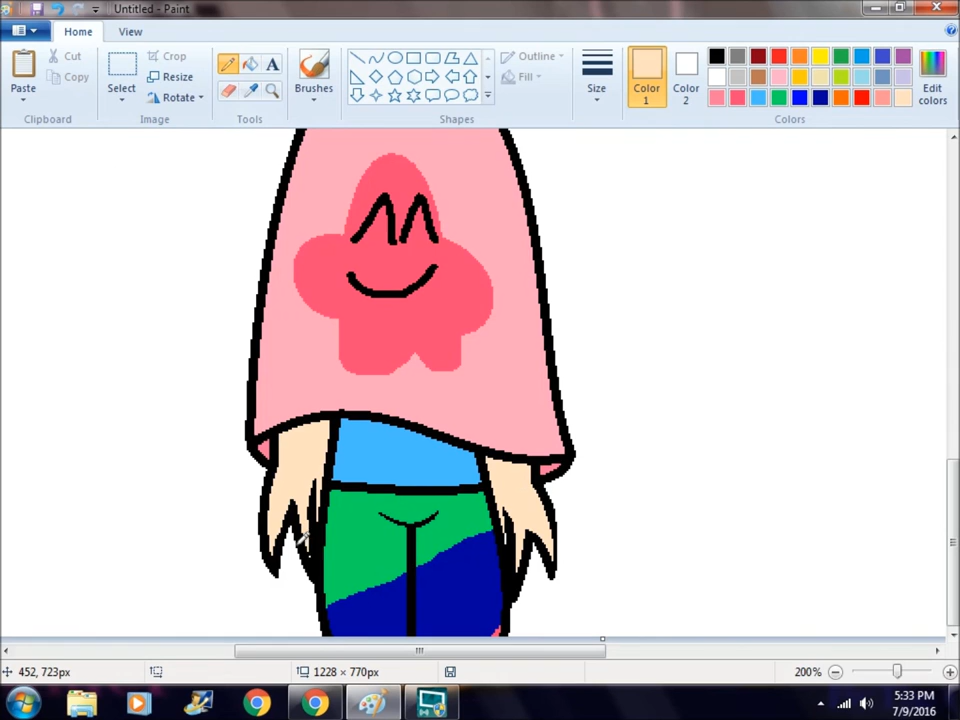 Untitled - Paint
Home View
Paste
Cut
Copy
Clipboard
Select
Crop
Resize
Rotate
Image
A
Tools
Brushes
Outline
Fill
Shapes
Size
Color
1
Color
2
Colors
Edit
colors
452, 723px
1228 × 770px
200%
5:33 PM
7/9/2016